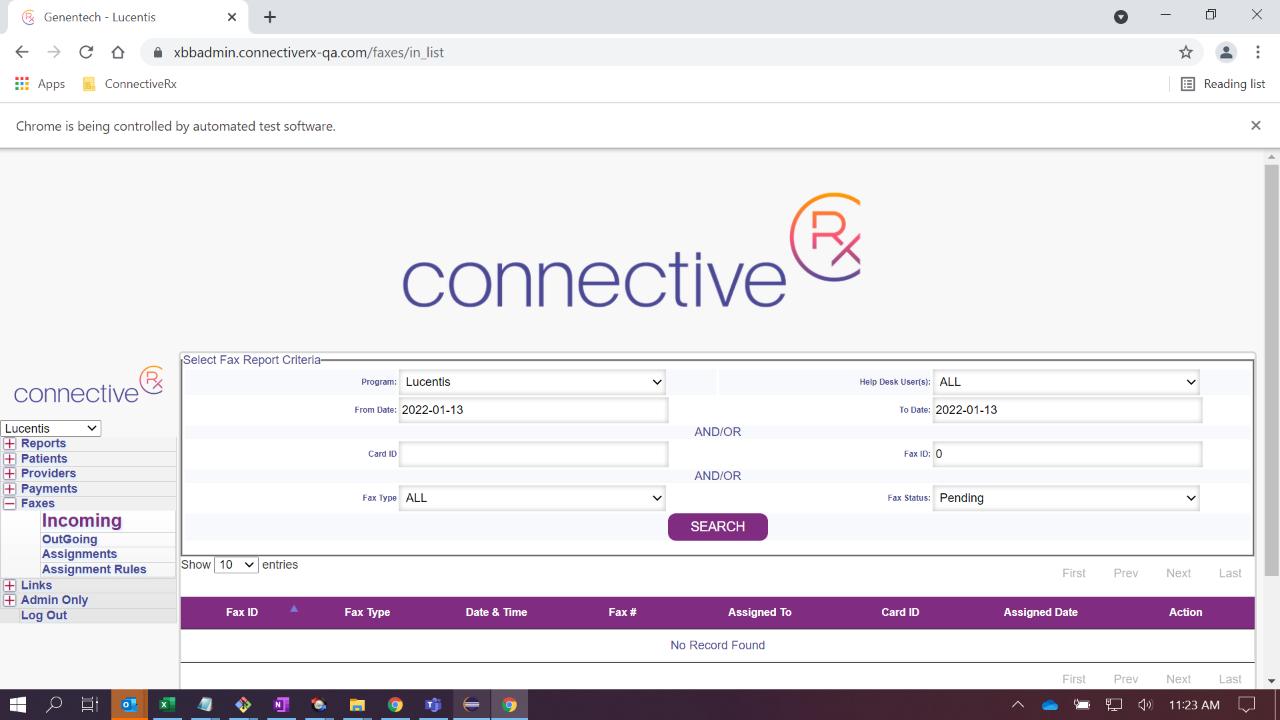 Genentech - Lucentis
xbbadmin.connectiverx-qa.com/faxes/in_list
Apps ConnectiveRx Reading list
Chrome is being controlled by automated test software.
connective Rx
Select Fax Report Criteria
Program: Lucentis Help Desk User(s): ALL
From Date: 2022-01-13 To Date: 2022-01-13
AND/OR
Card ID Fax ID: 0
AND/OR
Fax Type ALL Fax Status: Pending
SEARCH
connective Rx
Lucentis
Reports
Patients
Providers
Payments
Faxes
Incoming
OutGoing
Assignments
Assignment Rules
Links
Admin Only
Log Out
Show 10 entries
First Prev Next Last
Fax ID Fax Type Date & Time Fax # Assigned To Card ID Assigned Date Action
No Record Found
First Prev Next Last
11:23 AM